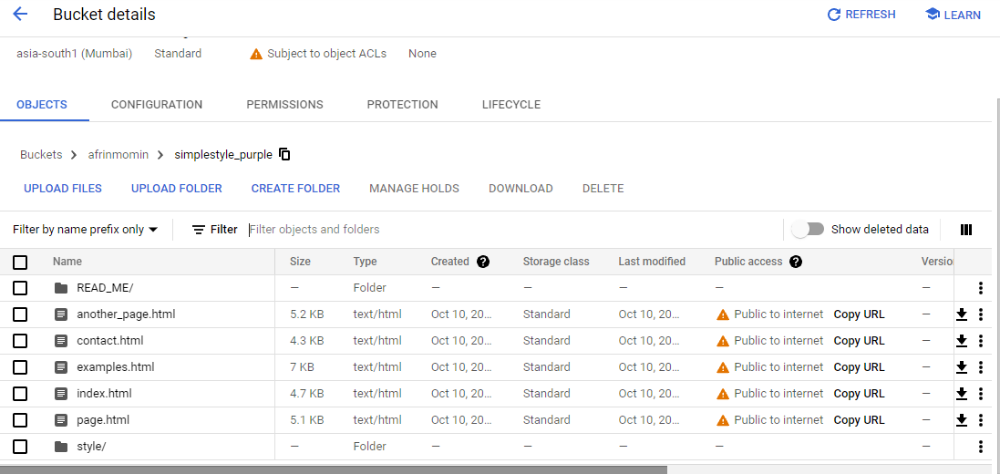 Bucket details REFRESH LEARN
asia-south1 (Mumbai) Standard Subject to object ACLs None
OBJECTS CONFIGURATION PERMISSIONS PROTECTION LIFECYCLE
Buckets > afrinmomin > simplestyle_purple
UPLOAD FILES UPLOAD FOLDER CREATE FOLDER MANAGE HOLDS DOWNLOAD DELETE
Filter by name prefix only Filter Filter objects and folders Show deleted data
Name Size Type Created Storage class Last modified Public access Versio
READ_ME/ — Folder — — — — —
another_page.html 5.2 KB text/html Oct 10, 20... Standard Oct 10, 20... Public to internet Copy URL —
contact.html 4.3 KB text/html Oct 10, 20... Standard Oct 10, 20... Public to internet Copy URL —
examples.html 7 KB text/html Oct 10, 20... Standard Oct 10, 20... Public to internet Copy URL —
index.html 4.7 KB text/html Oct 10, 20... Standard Oct 10, 20... Public to internet Copy URL —
page.html 5.1 KB text/html Oct 10, 20... Standard Oct 10, 20... Public to internet Copy URL —
style/ — Folder — — — — —